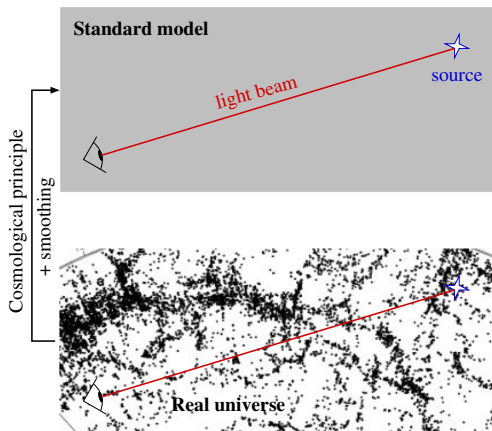 Standard model
source
light beam
Cosmological principle
+ smoothing
Real universe